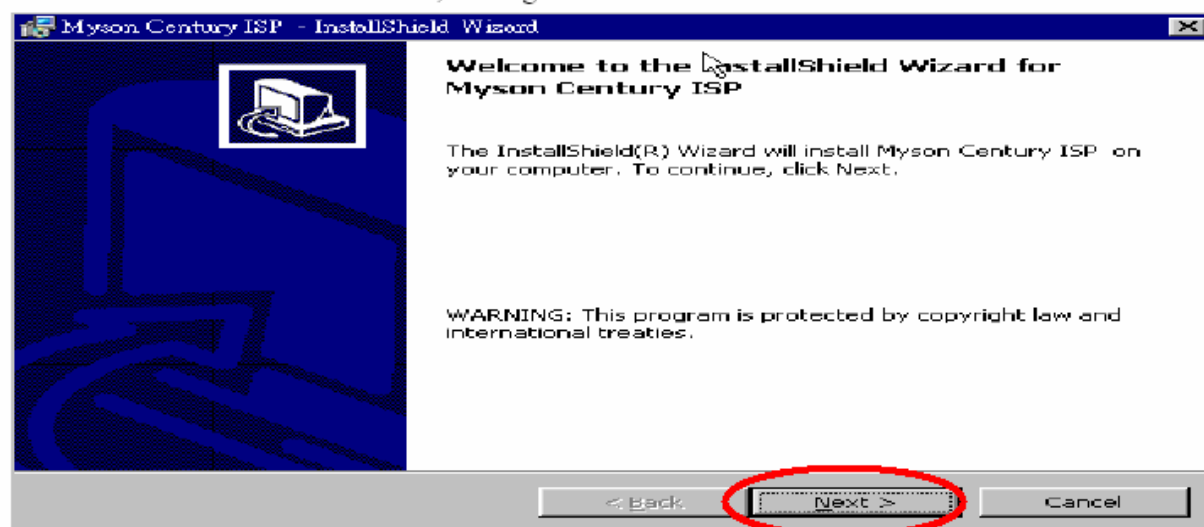 Myson Century ISP - InstallShield Wizard
Welcome to the InstallShield Wizard for
Myson Century ISP
The InstallShield(R) Wizard will install Myson Century ISP on
your computer. To continue, click Next.
WARNING: This program is protected by copyright law and
international treaties.
< Back
Next >
Cancel